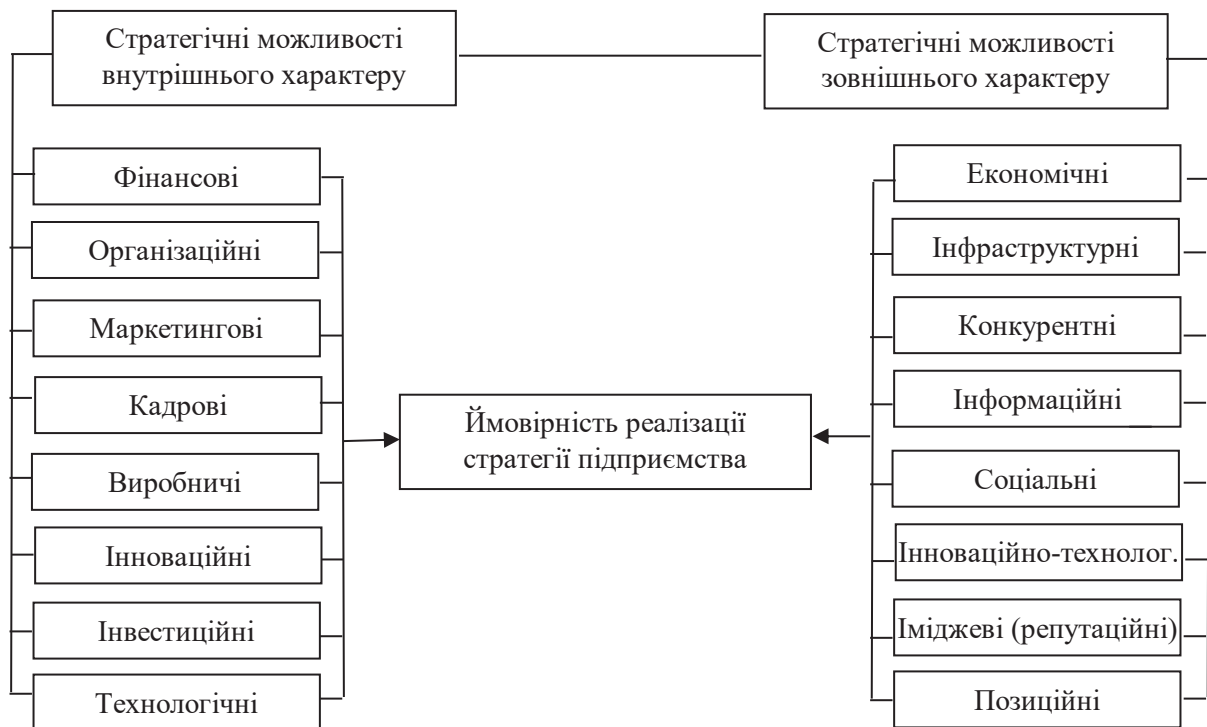 Стратегічні можливості
внутрішнього характеру
Стратегічні можливості
зовнішнього характеру
Фінансові
Організаційні
Маркетингові
Кадрові
Виробничі
Інноваційні
Інвестиційні
Технологічні
Ймовірність реалізації
стратегії підприємства
Економічні
Інфраструктурні
Конкурентні
Інформаційні
Соціальні
Інноваційно-технолог.
Іміджеві (репутаційні)
Позиційні